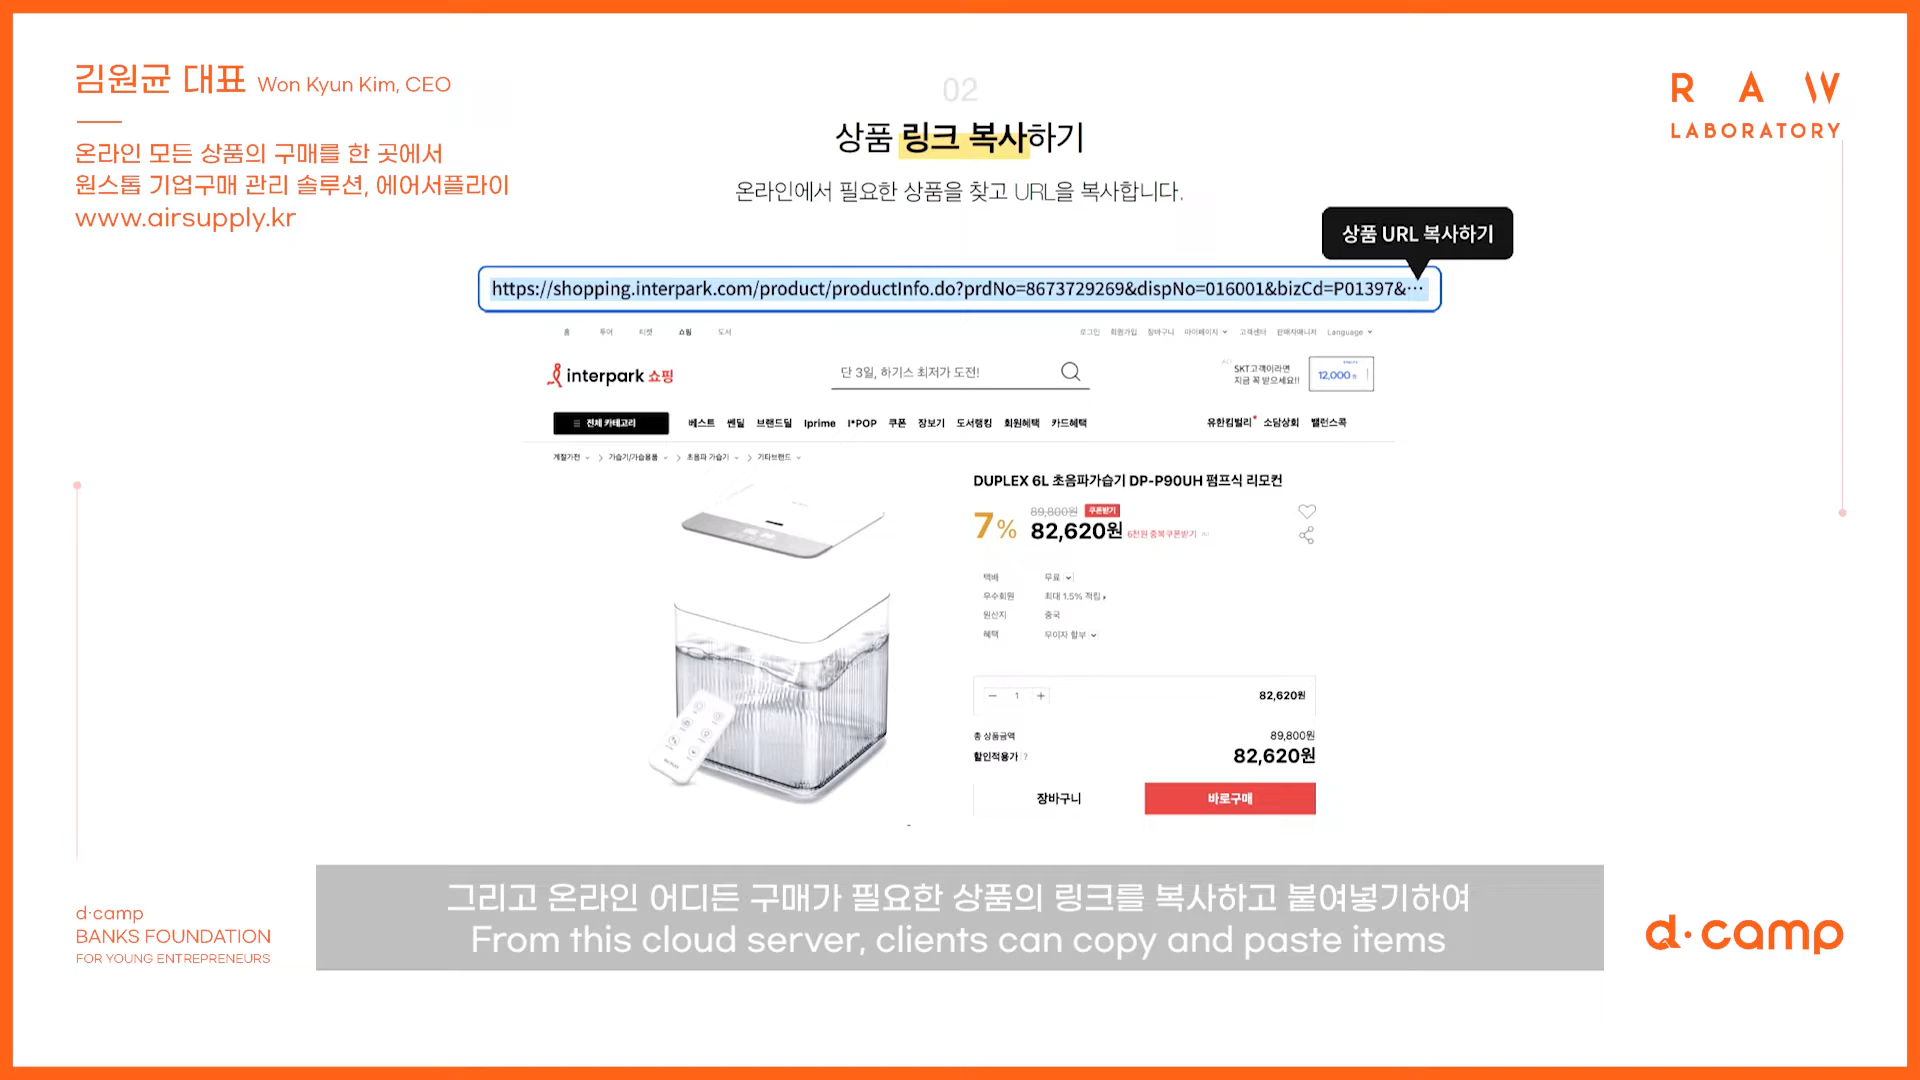 김원균 대표 Won Kyun Kim, CEO
온라인 모든 상품의 구매를 한 곳에서
원스톱 기업구매 관리 솔루션, 에어서플라이
www.airsupply.kr
02
상품 링크 복사하기
온라인에서 필요한 상품을 찾고 URL을 복사합니다.
RAW
LABORATORY
상품 URL 복사하기
https://shopping.interpark.com/product/productInfo.do?prdNo=8673729269&dispNo=016001&bizCd=P01397&···
홈 투어 티켓 쇼핑 도서
로그인 회원가입 장바구니 마이페이지 고객센터 판매자매니저 Language
interpark 쇼핑
단 3일, 하기스 최저가 도전!
SKT고객이라면
지금 꼭 받으세요!!
12,000
전체 카테고리 베스트 쎈딜 브랜드딜 Iprime I*POP 쿠폰 장보기 도서랭킹 회원혜택 카드혜택
유한킴벌리 소담상회 밸런스콕
계절가전 가습기/가습용품 초음파 가습기 기타브랜드
DUPLEX 6L 초음파가습기 DP-P90UH 펌프식 리모컨
89,800원 쿠폰받기
7% 82,620원 6천원 중복쿠폰받기
택배 무료
우수회원 최대 1.5% 적립
원산지 중국
혜택 무이자 할부
1
82,620원
총 상품금액 89,800원
할인적용가 ? 82,620원
장바구니 바로구매
그리고 온라인 어디든 구매가 필요한 상품의 링크를 복사하고 붙여넣기하여
From this cloud server, clients can copy and paste items
d·camp
BANKS FOUNDATION
FOR YOUNG ENTREPRENEURS
d·camp